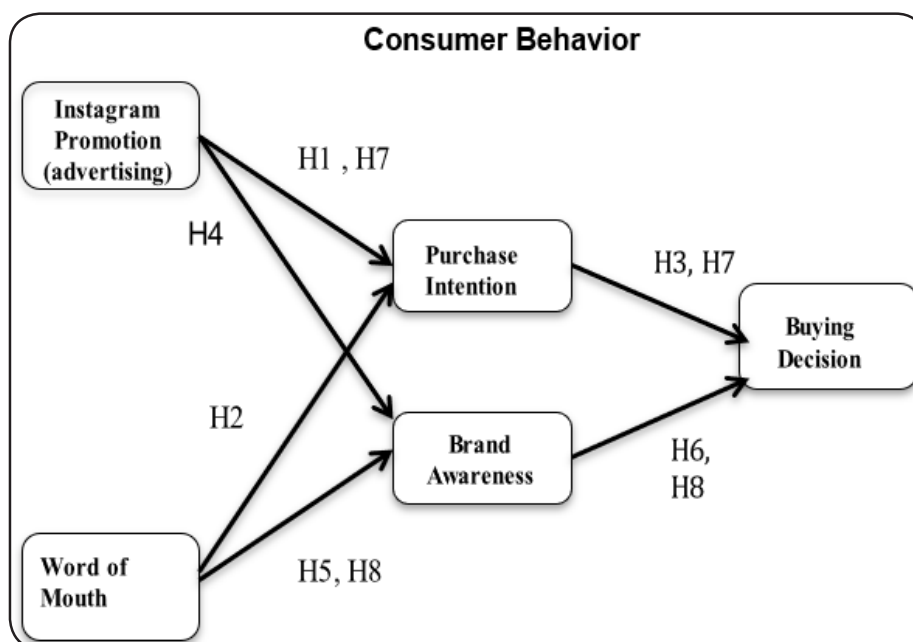 Consumer Behavior
Instagram
Promotion
(advertising)
H1 , H7
H4
Purchase
Intention
H3, H7
Buying
Decision
H2
Brand
Awareness
H6,
H8
Word of
Mouth
H5, H8